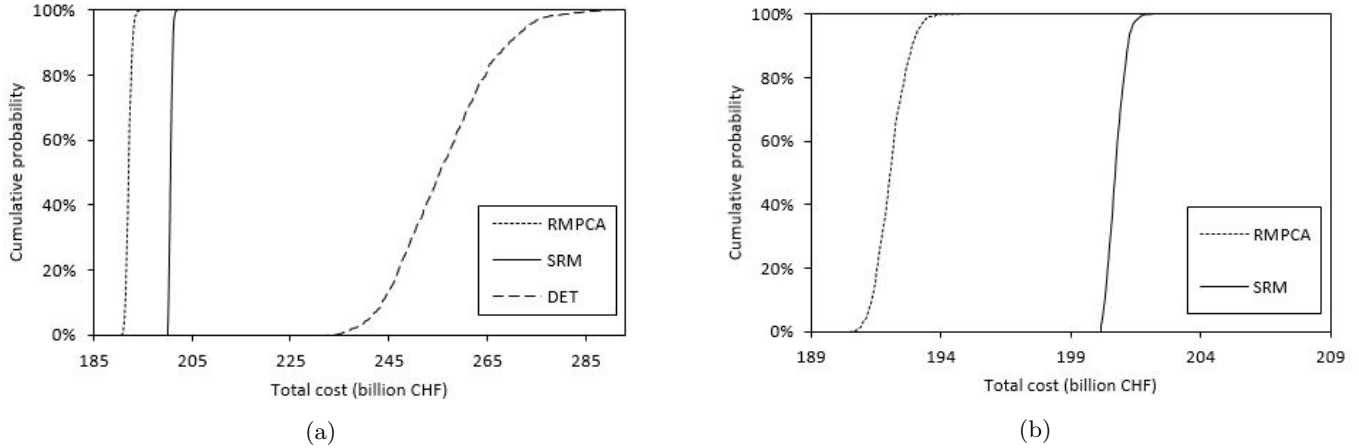 100%
80%
60%
40%
20%
0%
Cumulative probability
185
205
225
245
265
285
Total cost (billion CHF)
RMPCA
SRM
DET
(a)
100%
80%
60%
40%
20%
0%
Cumulative probability
189
194
199
204
209
Total cost (billion CHF)
RMPCA
SRM
(b)